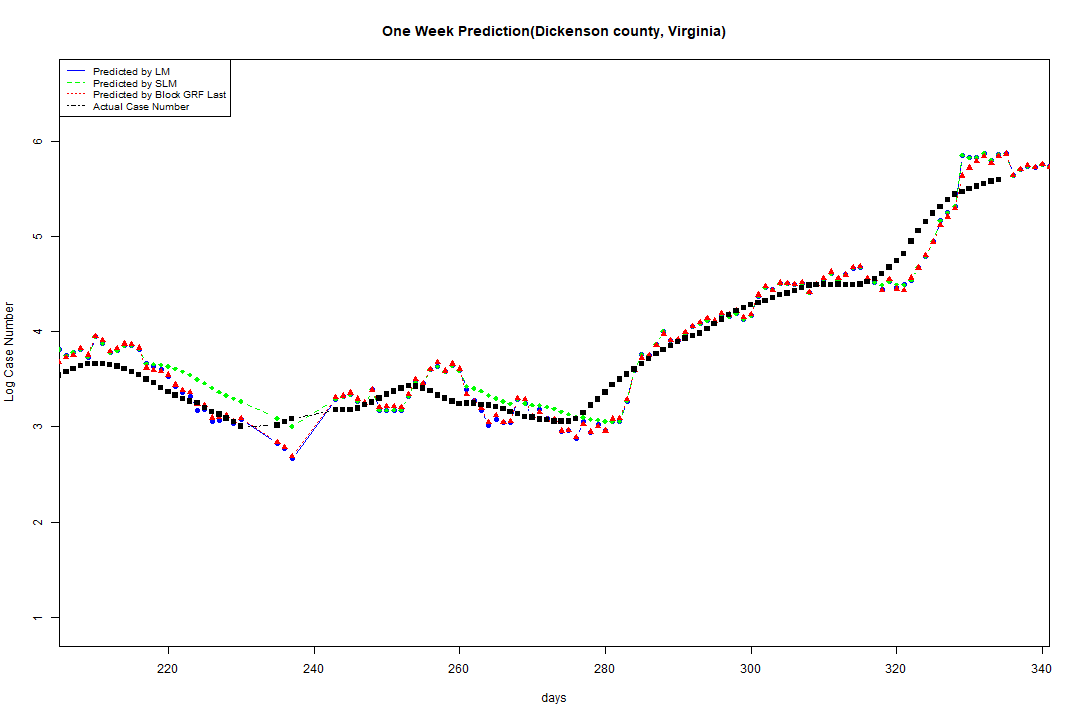 One Week Prediction(Dickenson county, Virginia)
Predicted by LM
Predicted by SLM
Predicted by Block GRF Last
Actual Case Number
Log Case Number
6
5
4
3
2
1
220 240 260 280 300 320 340
days